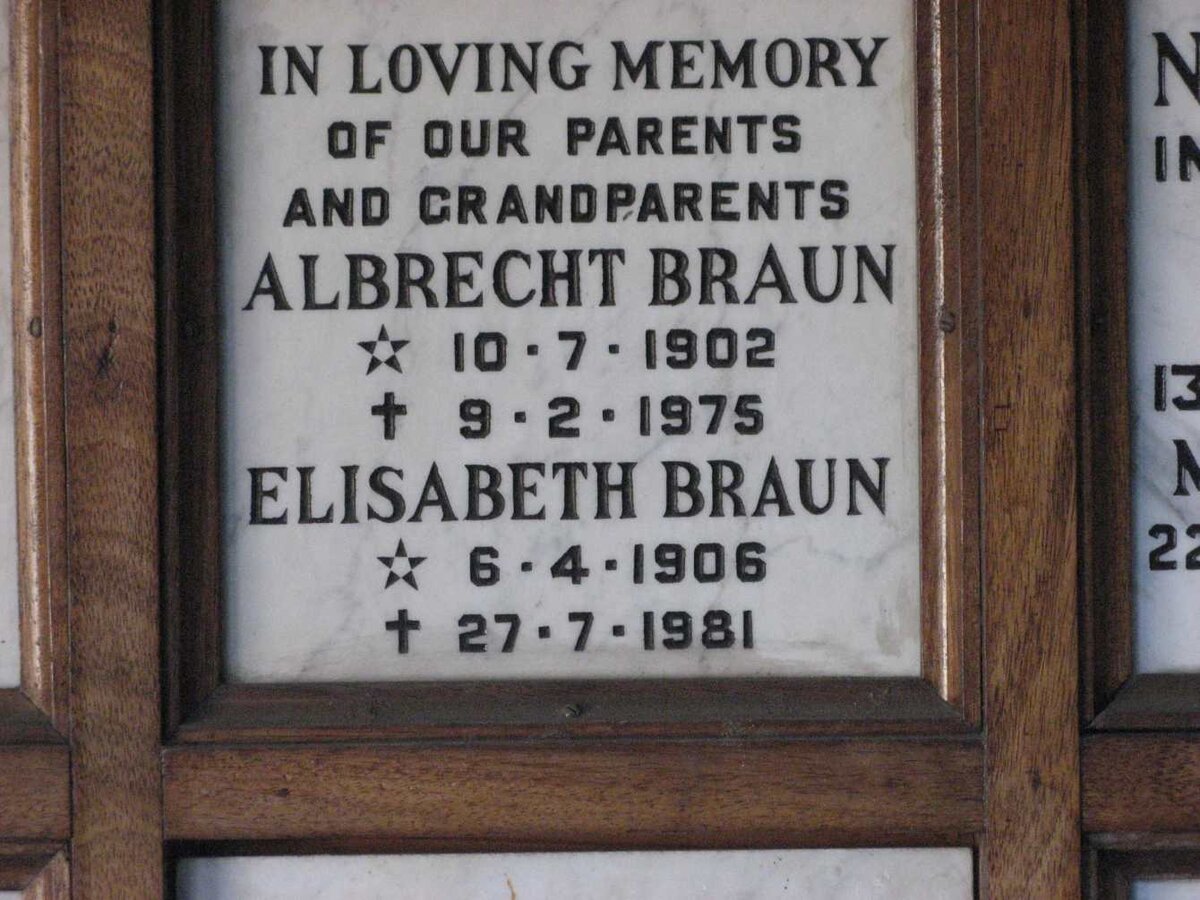 IN LOVING MEMORY
OF OUR PARENTS
AND GRANDPARENTS
ALBRECHT BRAUN
☆ 10 · 7 · 1902
† 9 · 2 · 1975
ELISABETH BRAUN
☆ 6 · 4 · 1906
† 27 · 7 · 1981